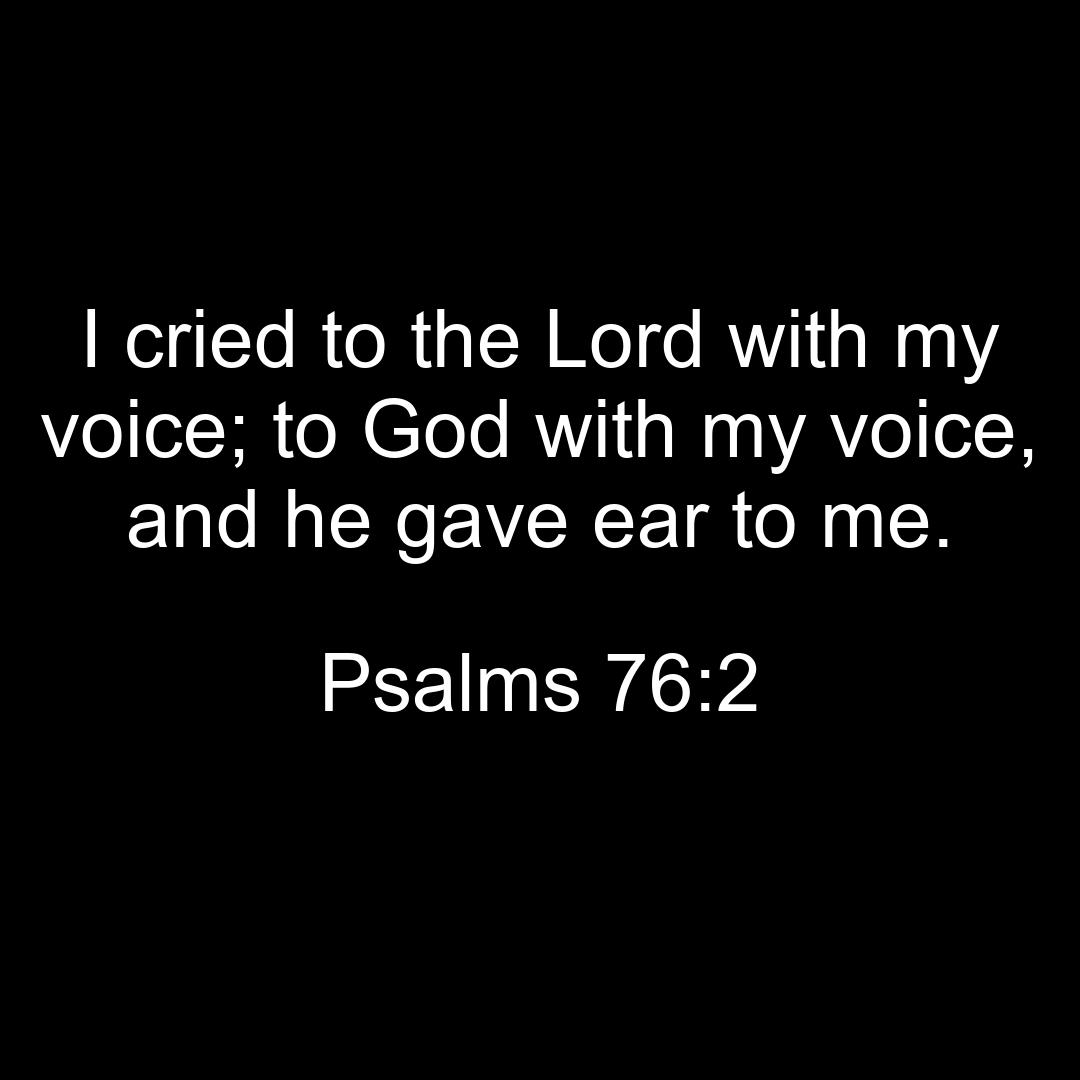 I cried to the Lord with my
voice; to God with my voice,
and he gave ear to me.
Psalms 76:2